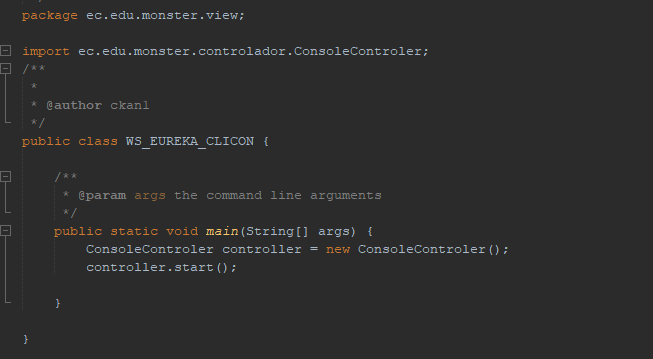 package ec.edu.monster.view;
import ec.edu.monster.controlador.ConsoleControler;
/**
 *
 * @author ckanl
 */
public class WS_EUREKA_CLICON {
    /**
     * @param args the command line arguments
     */
    public static void main(String[] args) {
        ConsoleControler controller = new ConsoleControler();
        controller.start();
    }
}